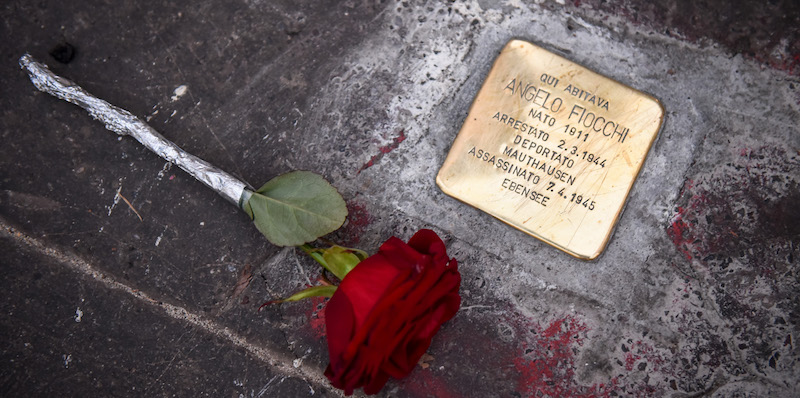 QUI ABITAVA
ANGELO FIOCCHI
NATO 1911
ARRESTATO 2.3.1944
DEPORTATO
MAUTHAUSEN
ASSASSINATO 7.4.1945
EBENSEE